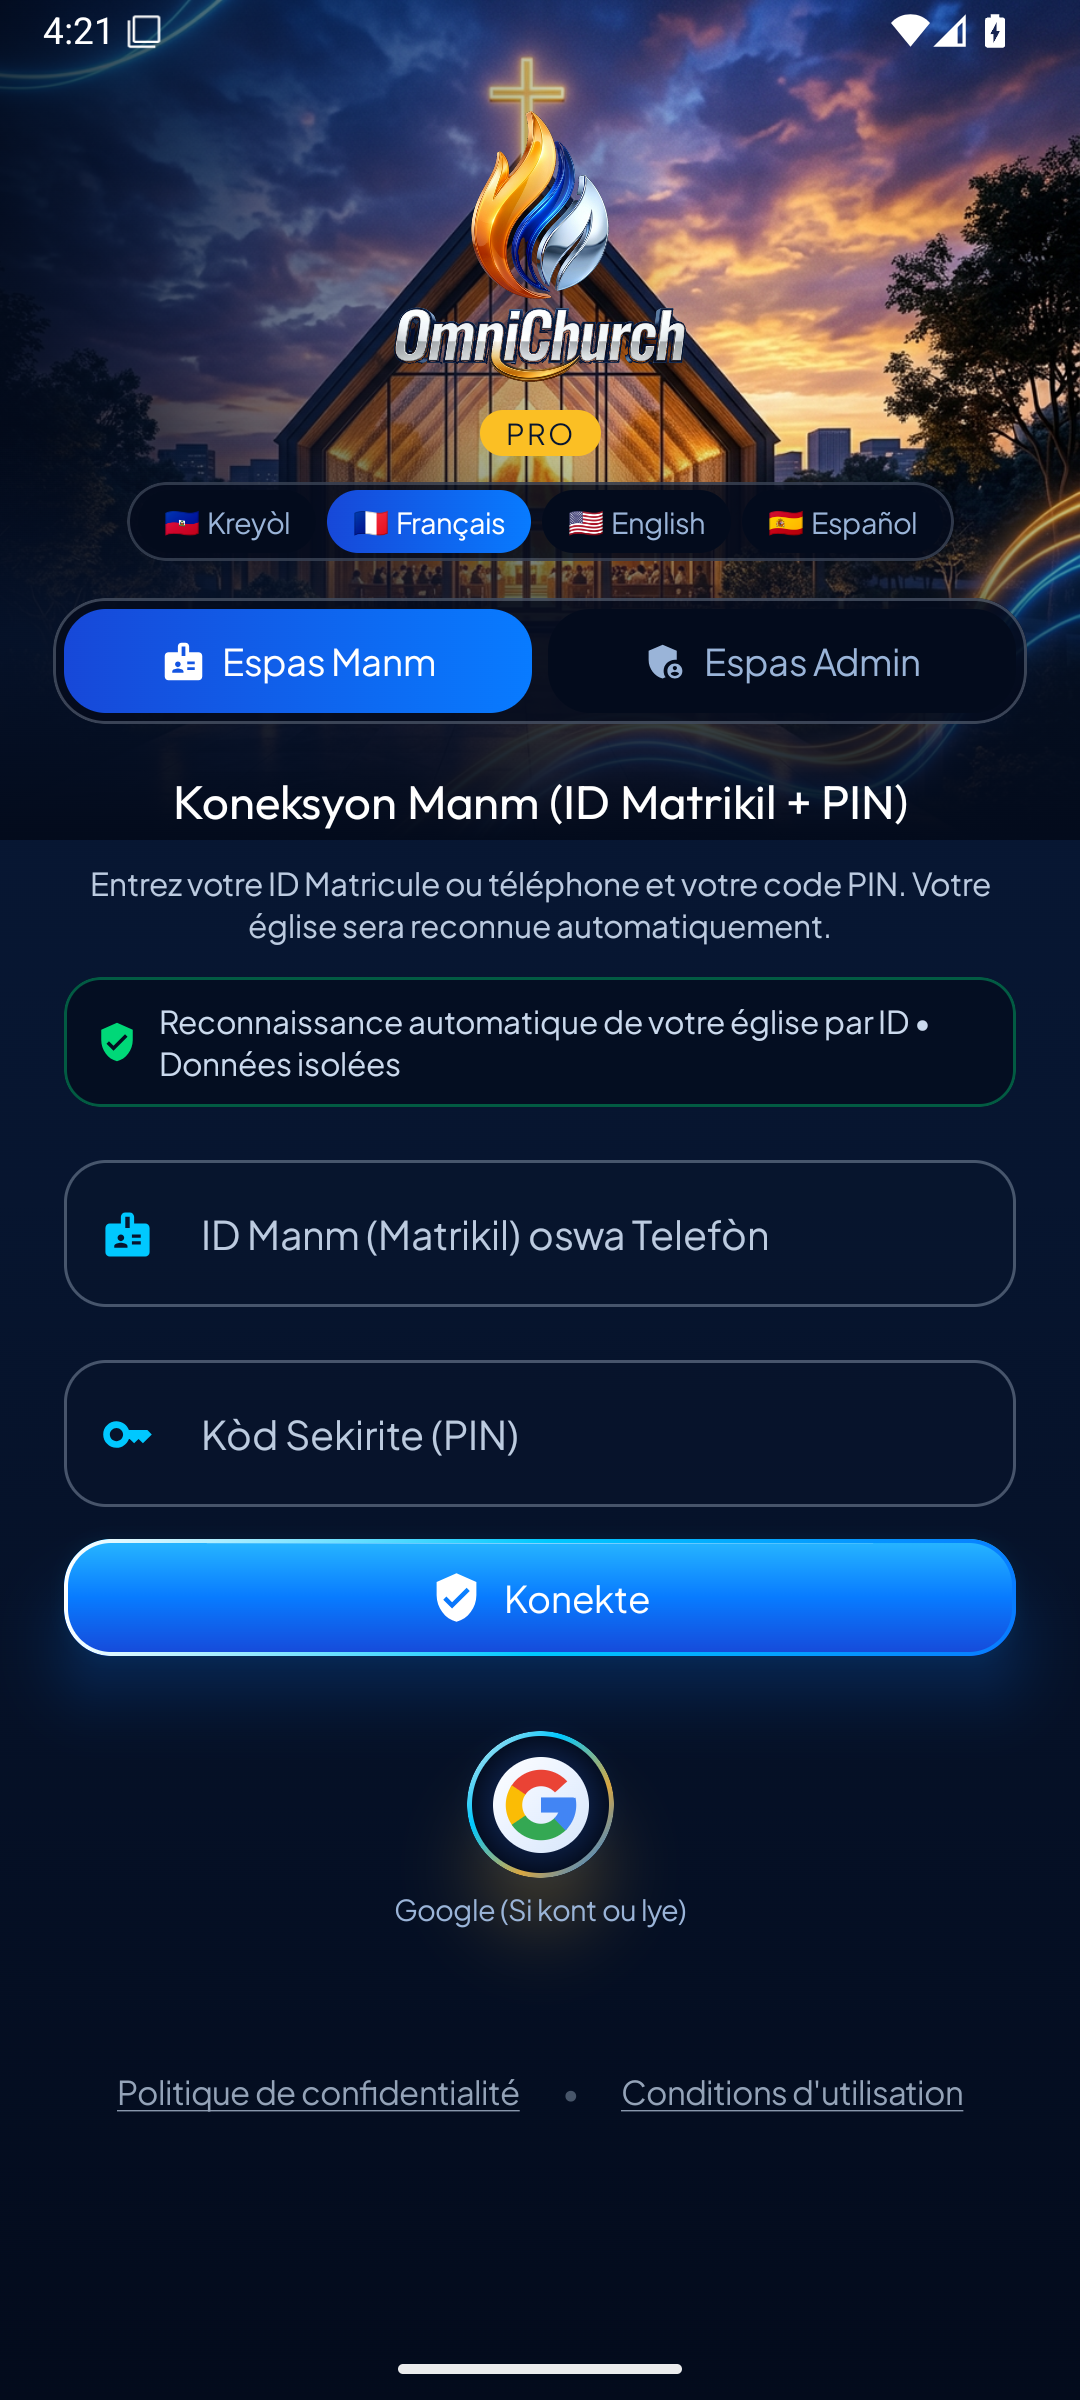 4:21
OmniChurch
PRO
Kreyòl
Français
English
Español
Espas Manm
Espas Admin
Koneksyon Manm (ID Matrikil + PIN)
Entrez votre ID Matricule ou téléphone et votre code PIN. Votre
église sera reconnue automatiquement.
Reconnaissance automatique de votre église par ID •
Données isolées
ID Manm (Matrikil) oswa Telefòn
Kòd Sekirite (PIN)
Konekte
Google (Si kont ou lye)
Politique de confidentialité • Conditions d'utilisation